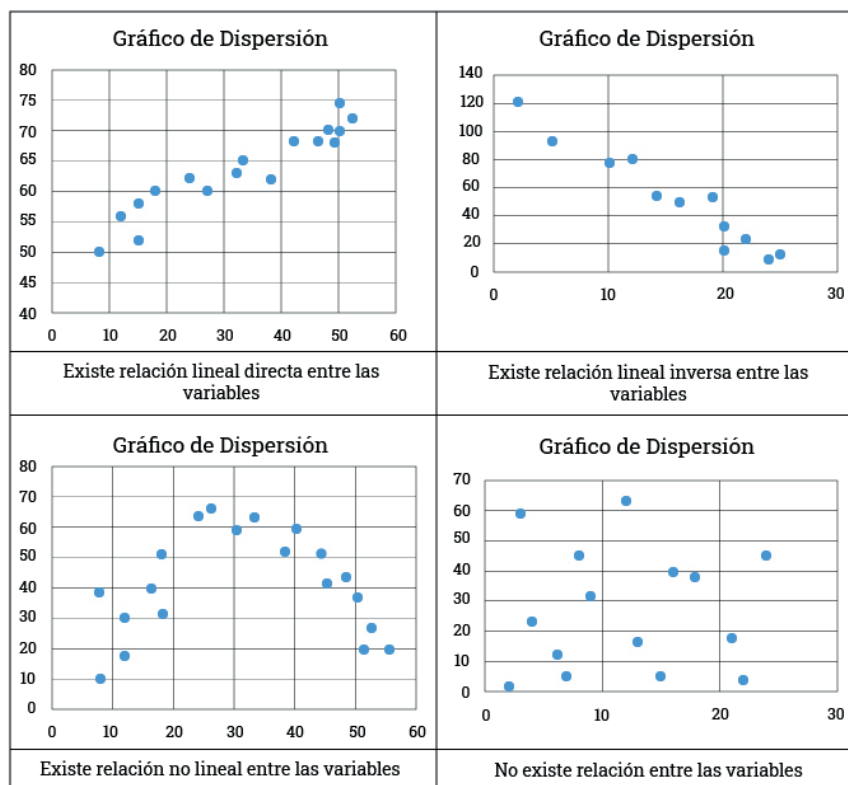 Gráfico de Dispersión
80
75
70
65
60
55
50
45
40
0 10 20 30 40 50 60
Existe relación lineal directa entre las
variables
Gráfico de Dispersión
140
120
100
80
60
40
20
0
0 10 20 30
Existe relación lineal inversa entre las
variables
Gráfico de Dispersión
80
70
60
50
40
30
20
10
0
0 10 20 30 40 50 60
Existe relación no lineal entre las variables
Gráfico de Dispersión
70
60
50
40
30
20
10
0
0 10 20 30
No existe relación entre las variables